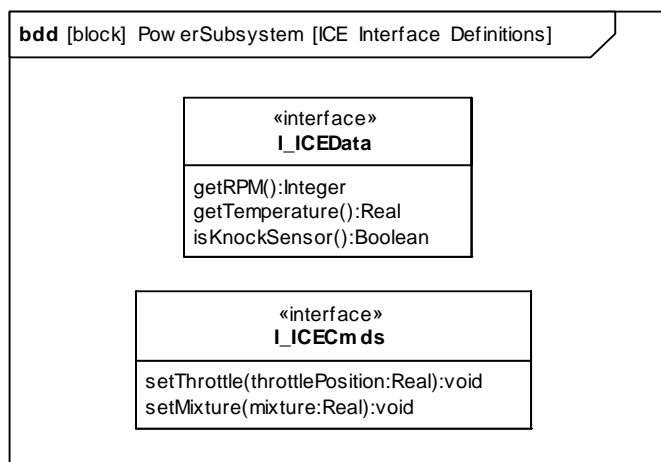 bdd [block] PowerSubsystem [ICE Interface Definitions]
«interface»
I_ICEData
getRPM():Integer
getTemperature():Real
isKnockSensor():Boolean
«interface»
I_ICECmds
setThrottle(throttlePosition:Real):void
setMixture(mixture:Real):void